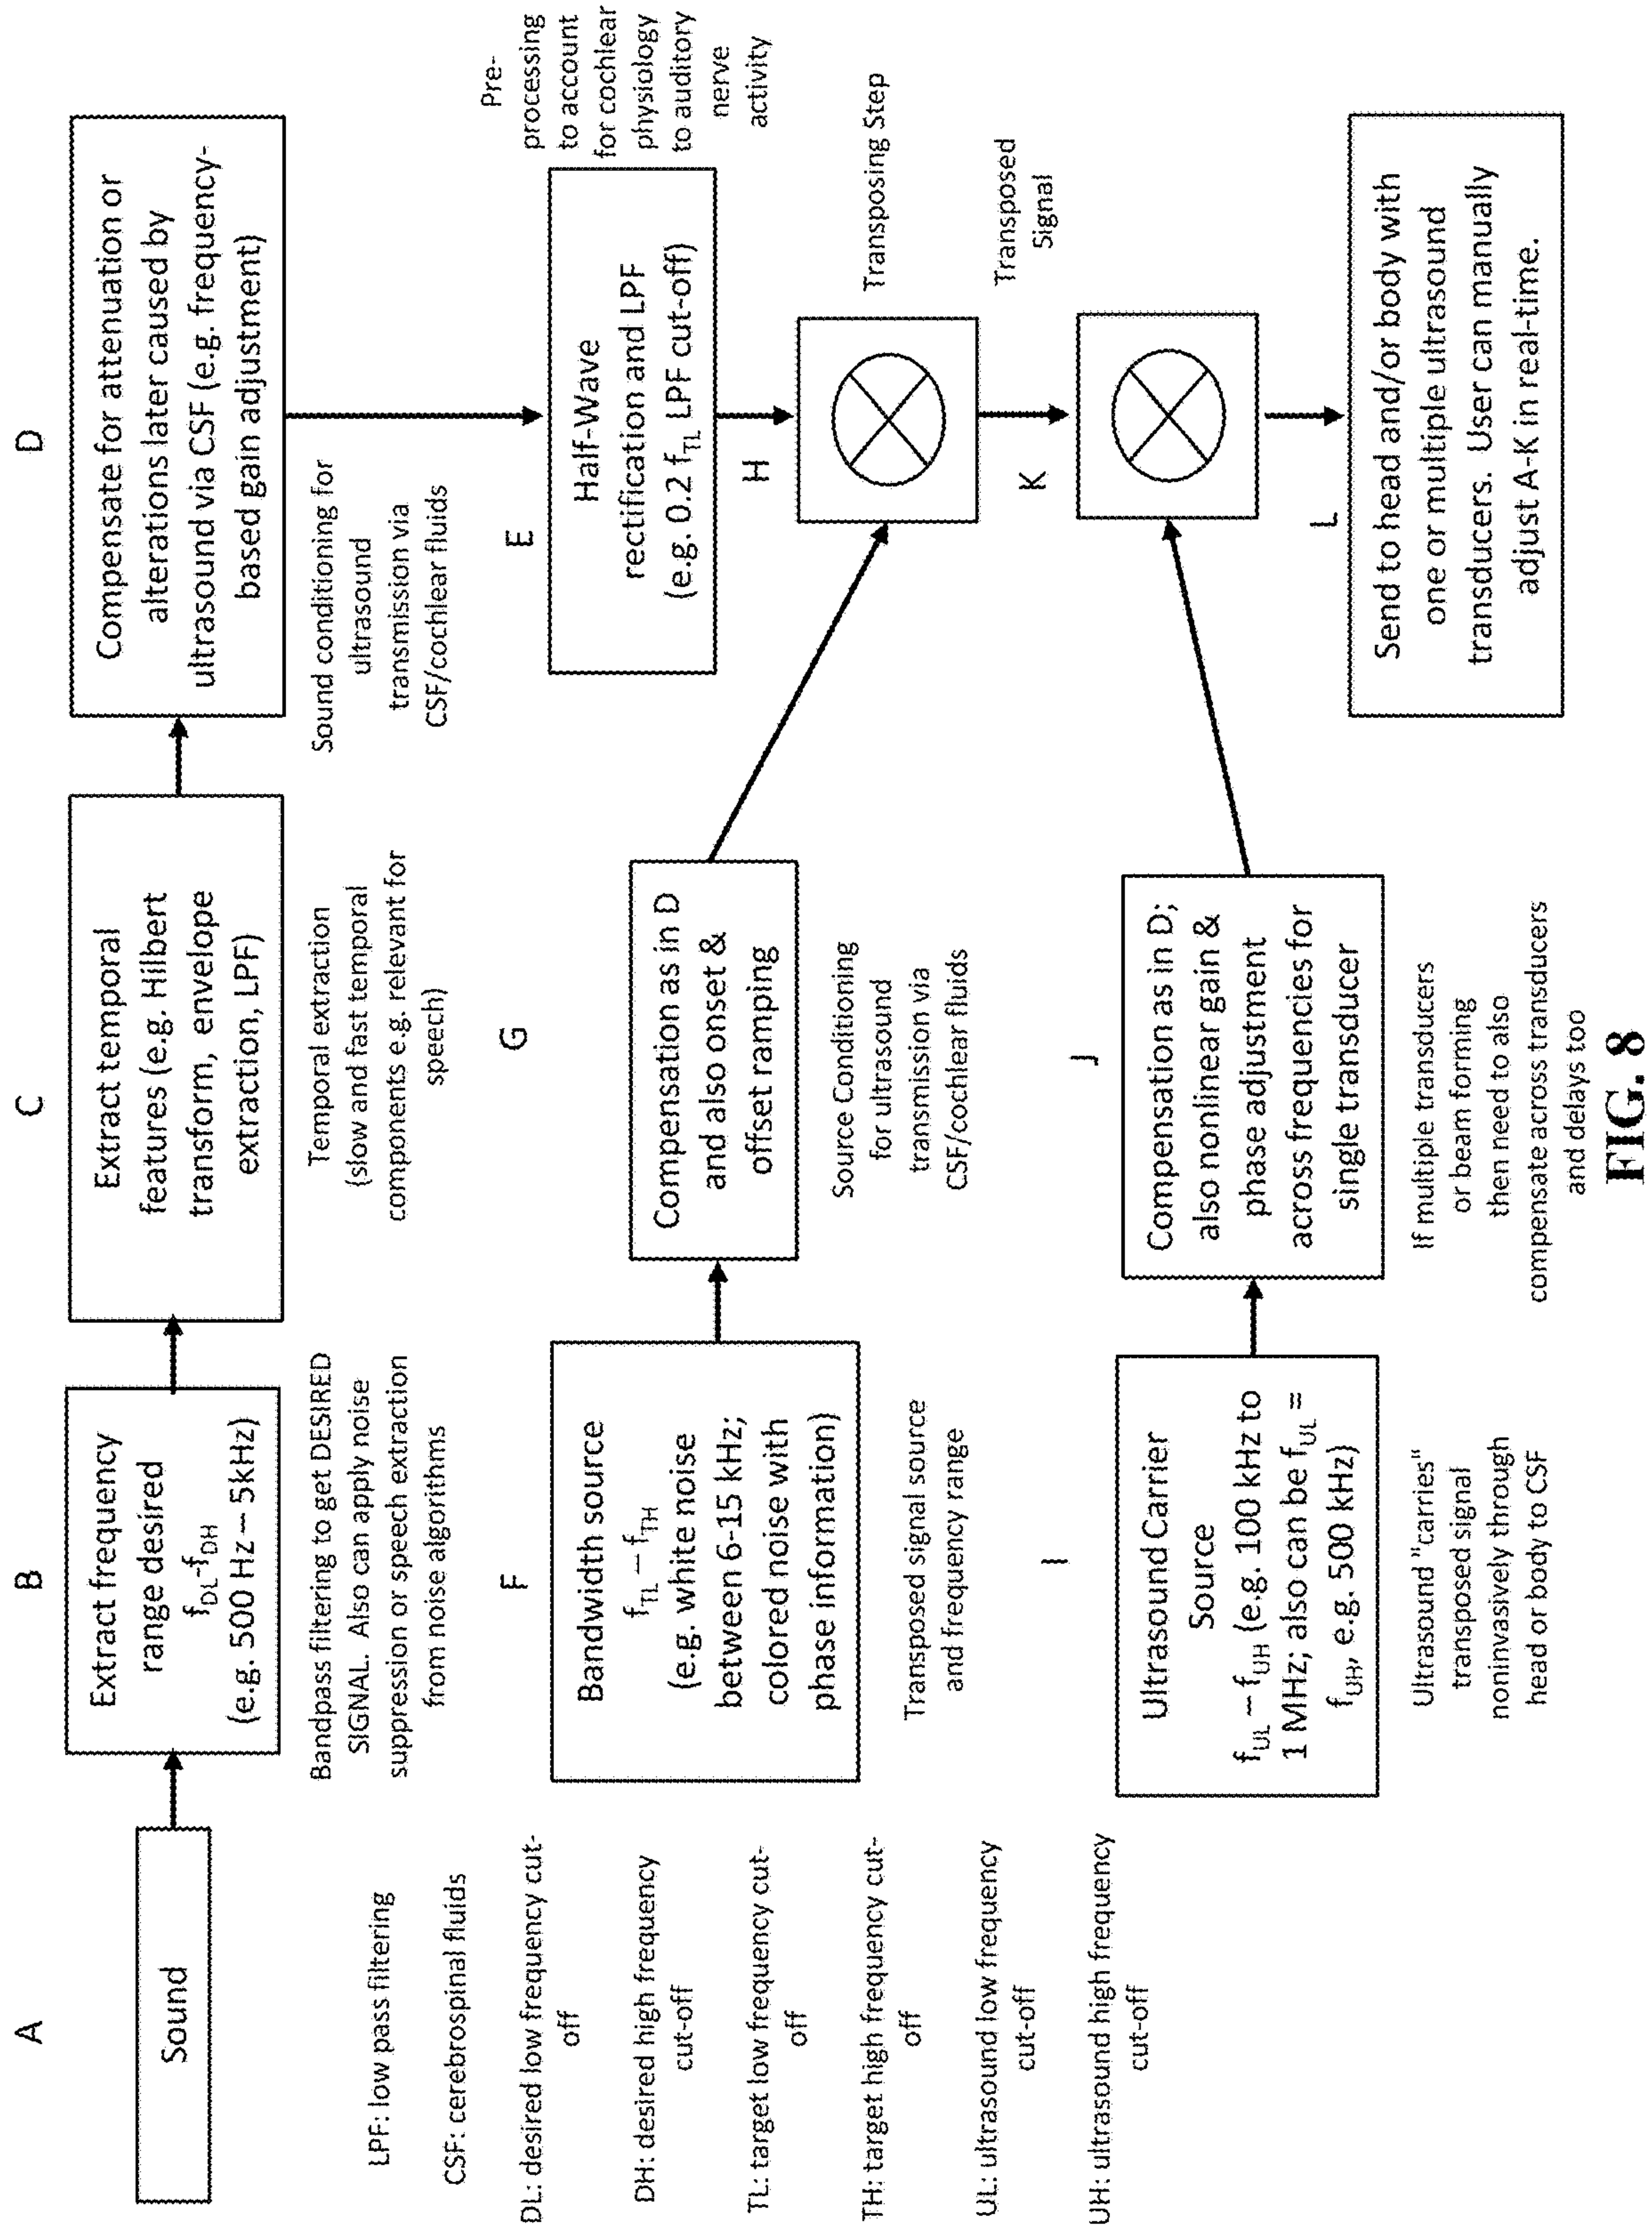 A
Sound
B
Extract frequency
range desired
fDL-fDH
(e.g. 500 Hz – 5kHz)
Bandpass filtering to get DESIRED
SIGNAL. Also can apply noise
suppression or speech extraction
from noise algorithms
C
Extract temporal
features (e.g. Hilbert
transform, envelope
extraction, LPF)
Temporal extraction
(slow and fast temporal
components e.g. relevant for
speech)
D
Compensate for attenuation or
alterations later caused by
ultrasound via CSF (e.g. frequency-
based gain adjustment)
Sound conditioning for
ultrasound
transmission via
CSF/cochlear fluids
LPF: low pass filtering
CSF: cerebrospinal fluids
DL: desired low frequency cut-
off
DH: desired high frequency
cut-off
TL: target low frequency cut-
off
TH: target high frequency cut-
off
UL: ultrasound low frequency
cut-off
UH: ultrasound high frequency
cut-off
E
Half-Wave
rectification and LPF
(e.g. 0.2 fTL LPF cut-off)
Pre-
processing
to account
for cochlear
physiology
to auditory
nerve
activity
F
Bandwidth source
fTL – fTH
(e.g. white noise
between 6-15 kHz;
colored noise with
phase information)
Transposed signal source
and frequency range
G
Compensation as in D
and also onset &
offset ramping
Source Conditioning
for ultrasound
transmission via
CSF/cochlear fluids
H
Transposing Step
Transposed
Signal
I
Ultrasound Carrier
Source
fUL – fUH (e.g. 100 kHz to
1 MHz; also can be fUL =
fUH, e.g. 500 kHz)
Ultrasound "carries"
transposed signal
noninvasively through
head or body to CSF
J
Compensation as in D;
also nonlinear gain &
phase adjustment
across frequencies for
single transducer
If multiple transducers
or beam forming
then need to also
compensate across transducers
and delays too
K
L
Send to head and/or body with
one or multiple ultrasound
transducers. User can manually
adjust A-K in real-time.
FIG. 8